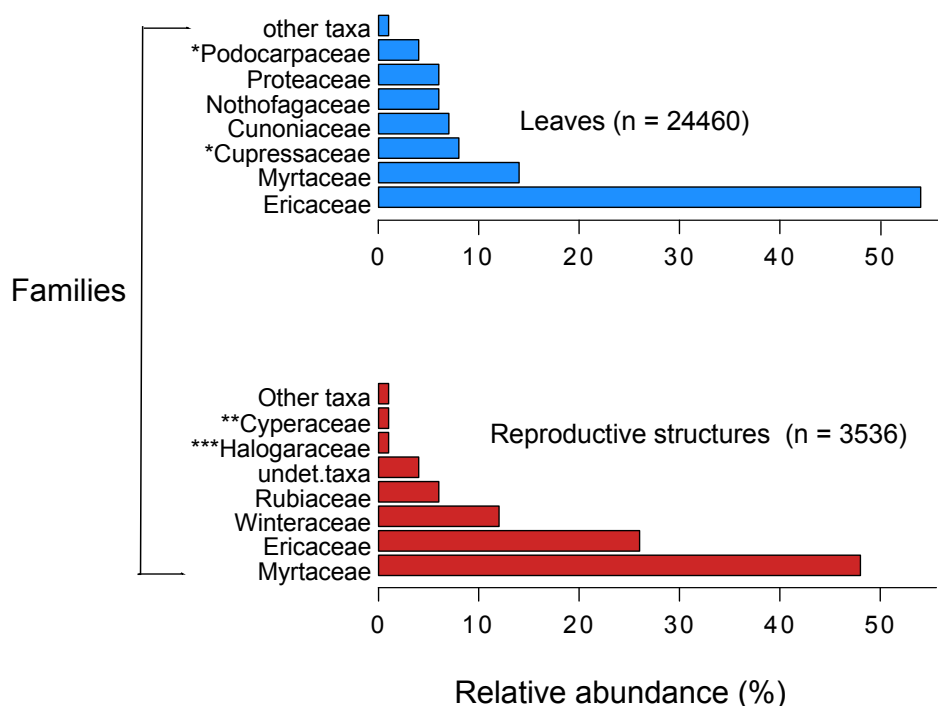 other taxa
*Podocarpaceae
Proteaceae
Nothofagaceae
Cunoniaceae
*Cupressaceae
Myrtaceae
Ericaceae
Leaves (n = 24460)
0 10 20 30 40 50
Families
Other taxa
**Cyperaceae
***Halogaraceae
undet.taxa
Rubiaceae
Winteraceae
Ericaceae
Myrtaceae
Reproductive structures (n = 3536)
0 10 20 30 40 50
Relative abundance (%)